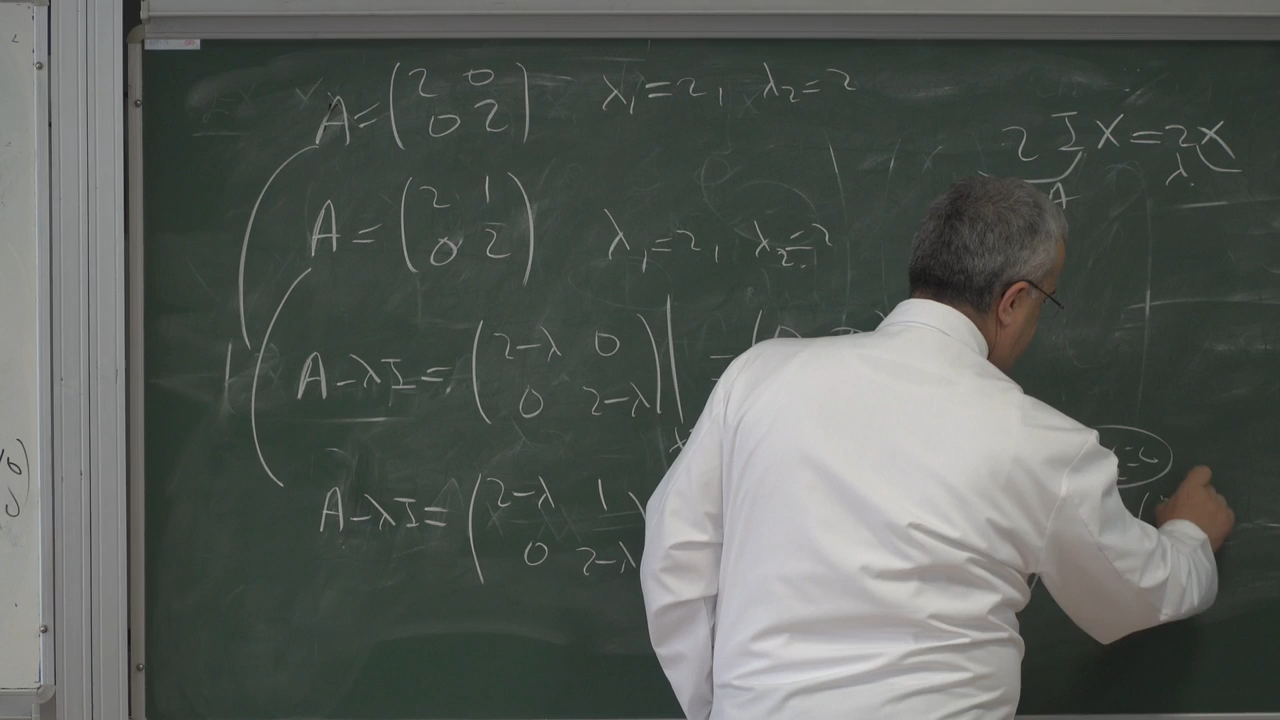 A = (2 0
0 2) λ₁=2, λ₂=2
2 I X = 2X
A λ
A = (2 1
0 2) λ₁=2, λ₂=2
A-λI = (2-λ 0
0 2-λ) =
A-λI = (2-λ 1
0 2-λ